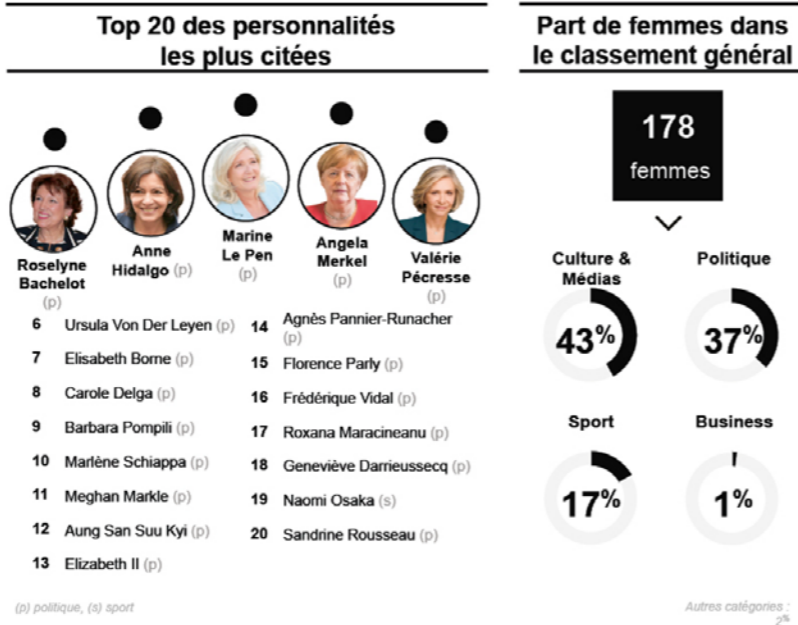 Top 20 des personnalités
les plus citées
Roselyne
Bachelot
(p)
Anne
Hidalgo (p)
Marine
Le Pen
(p)
Angela
Merkel
(p)
Valérie
Pécresse
(p)
6 Ursula Von Der Leyen (p)
7 Elisabeth Borne (p)
8 Carole Delga (p)
9 Barbara Pompili (p)
10 Marlène Schiappa (p)
11 Meghan Markle (p)
12 Aung San Suu Kyi (p)
13 Elizabeth II (p)
14 Agnès Pannier-Runacher
(p)
15 Florence Parly (p)
16 Frédérique Vidal (p)
17 Roxana Maracineanu (p)
18 Geneviève Darrieussecq (p)
19 Naomi Osaka (s)
20 Sandrine Rousseau (p)
(p) politique, (s) sport
Part de femmes dans
le classement général
178
femmes
Culture &
Médias
43%
Politique
37%
Sport
17%
Business
1%
Autres catégories :
2%